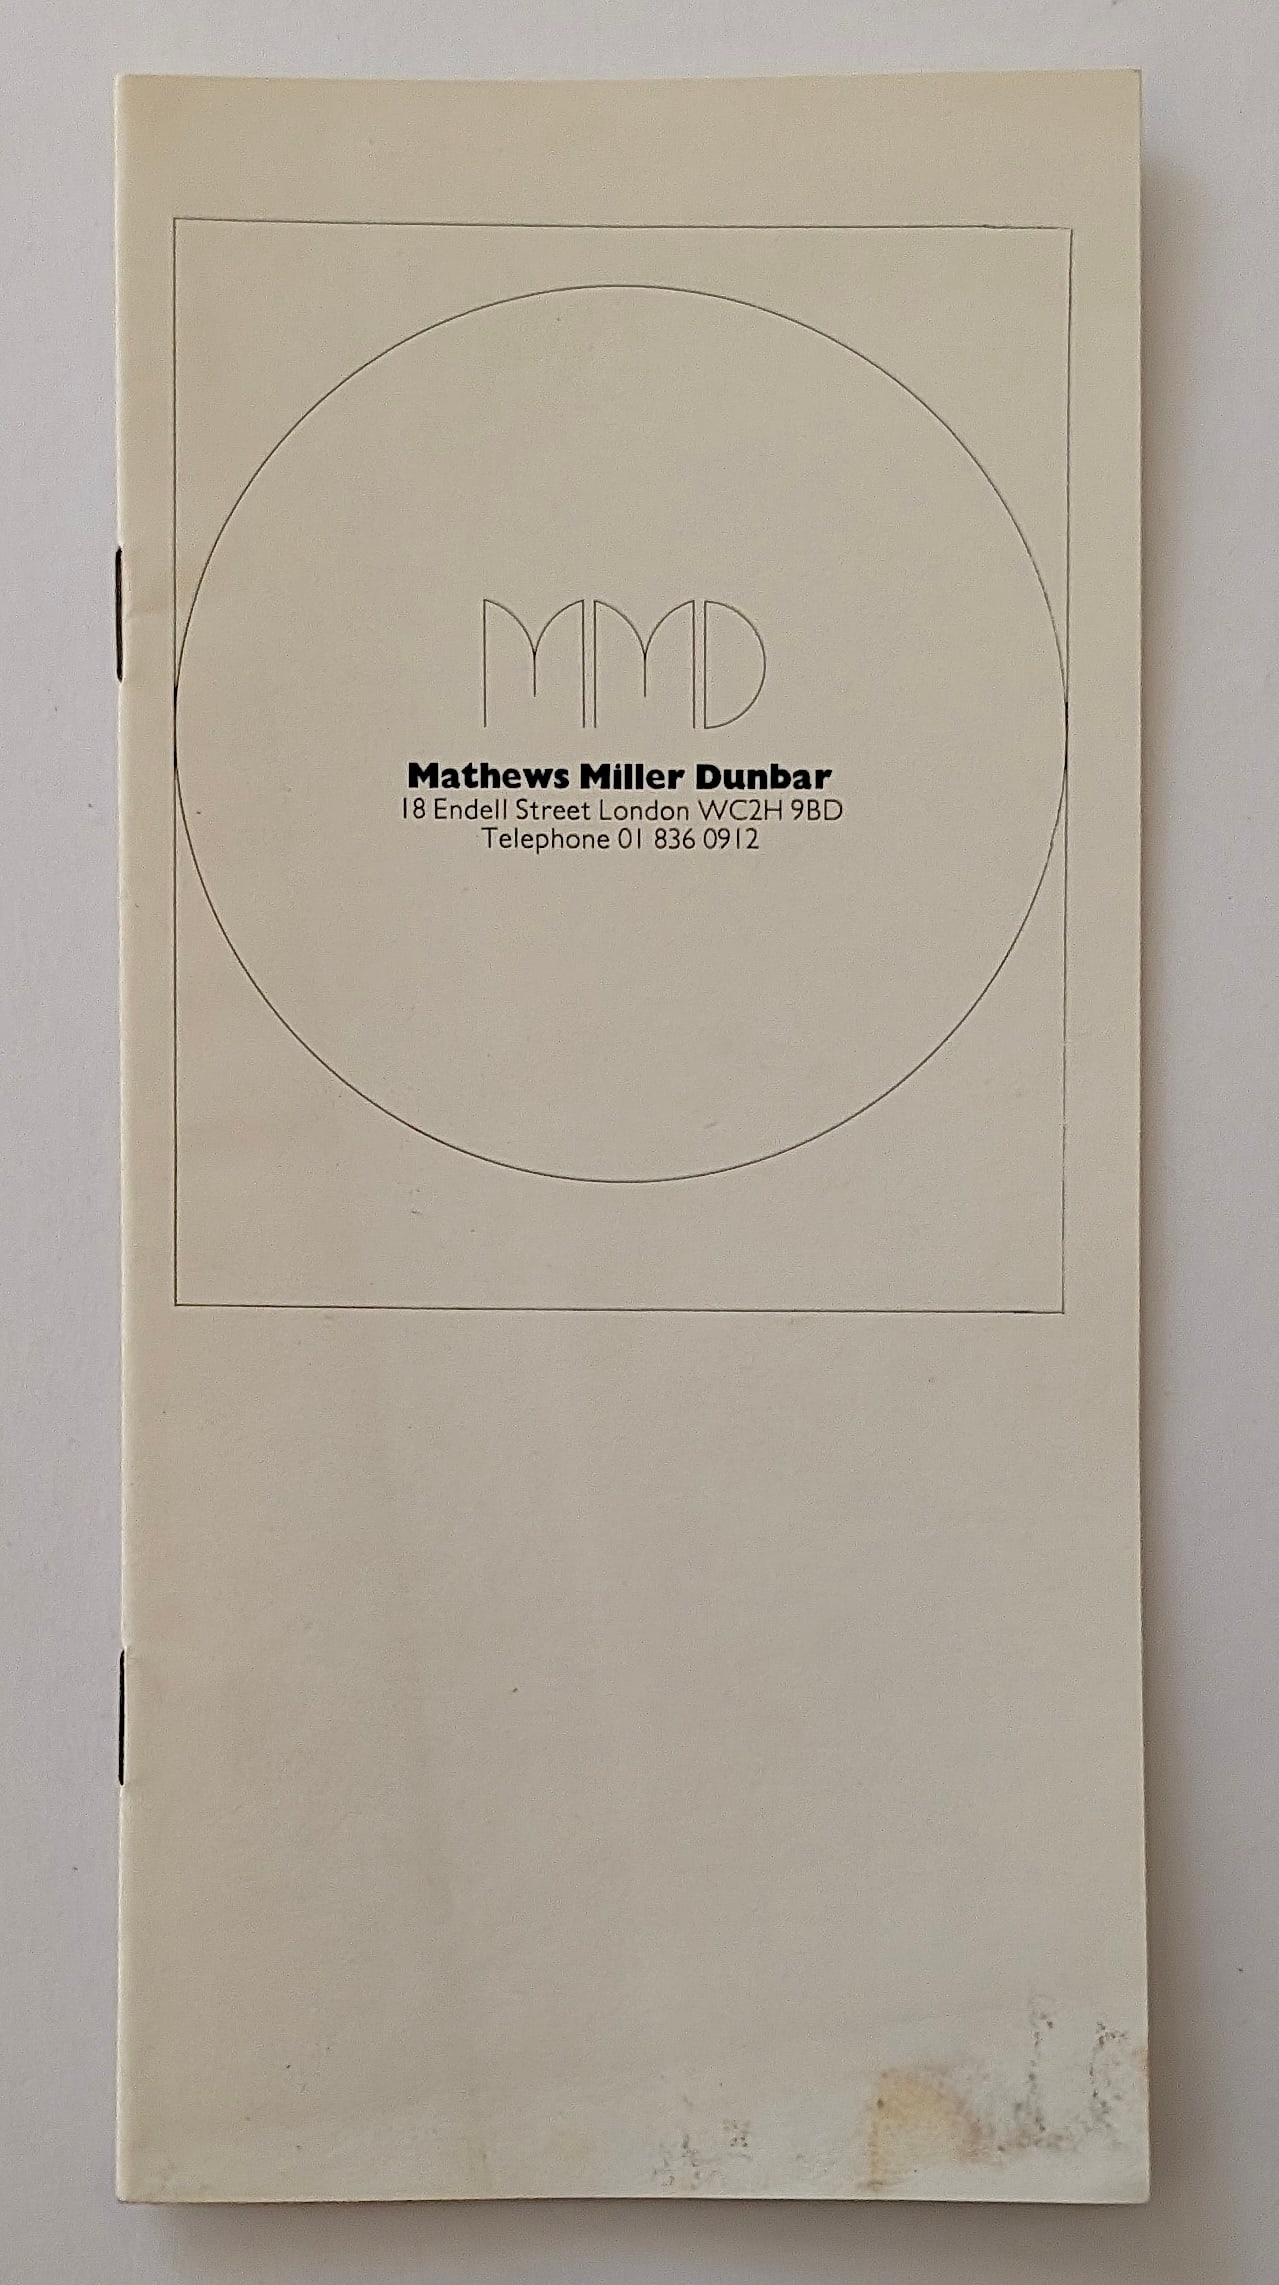 MMD
Mathews Miller Dunbar
18 Endell Street London WC2H 9BD
Telephone 01 836 0912